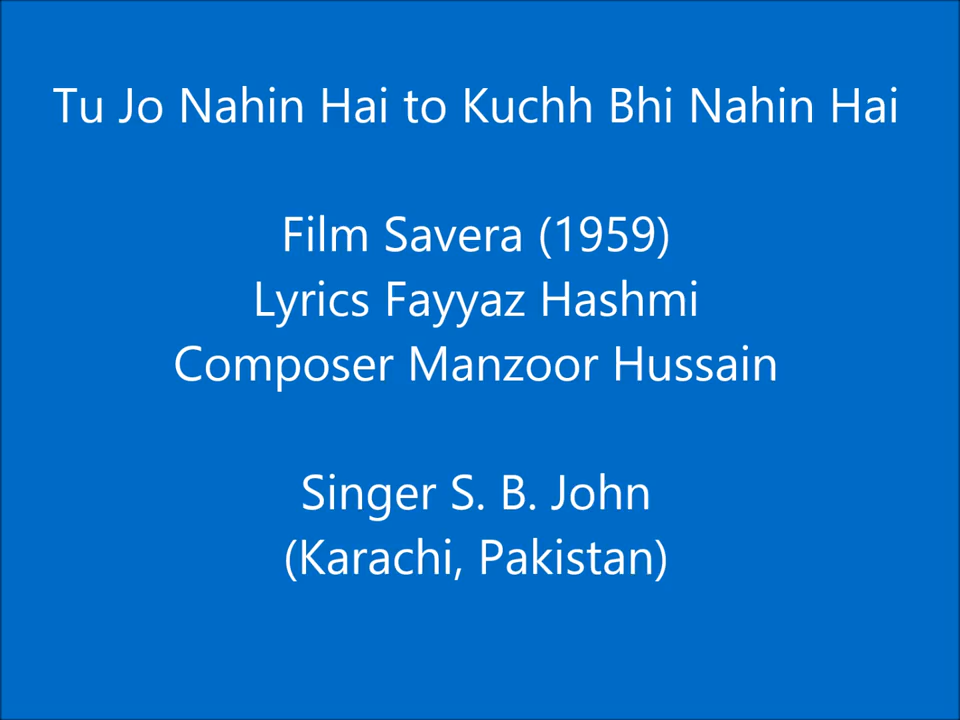 Tu Jo Nahin Hai to Kuchh Bhi Nahin Hai
Film Savera (1959)
Lyrics Fayyaz Hashmi
Composer Manzoor Hussain
Singer S. B. John
(Karachi, Pakistan)